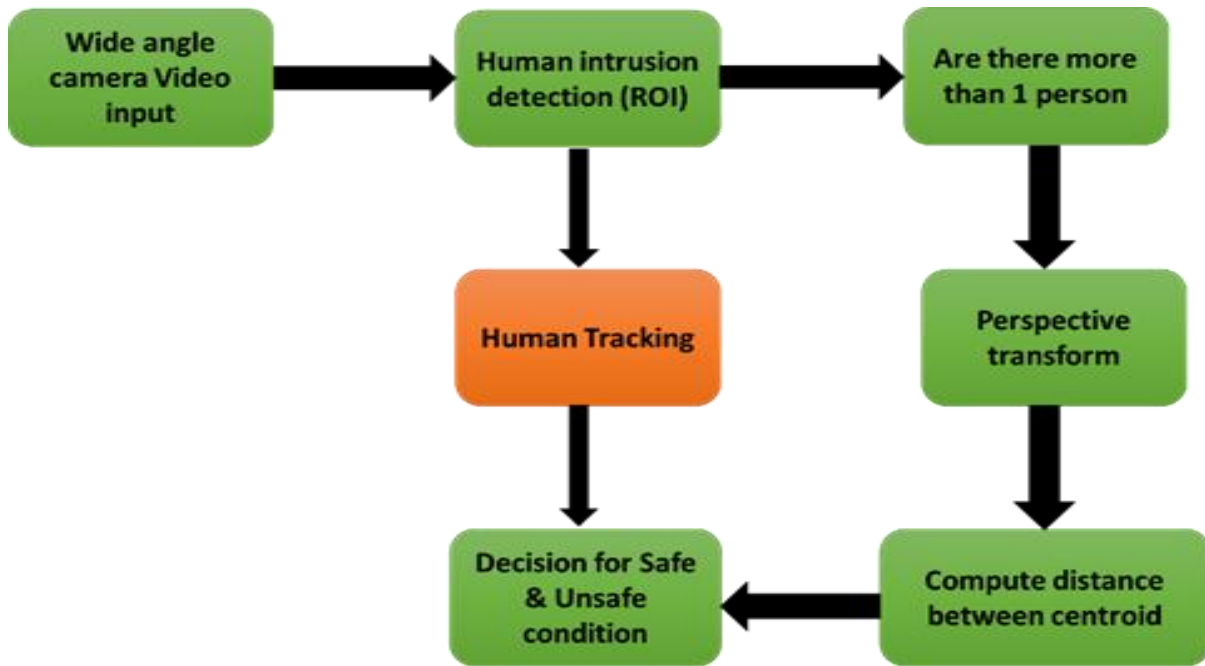 Wide angle
camera Video
input
Human intrusion
detection (ROI)
Are there more
than 1 person
Human Tracking
Perspective
transform
Decision for Safe
& Unsafe
condition
Compute distance
between centroid